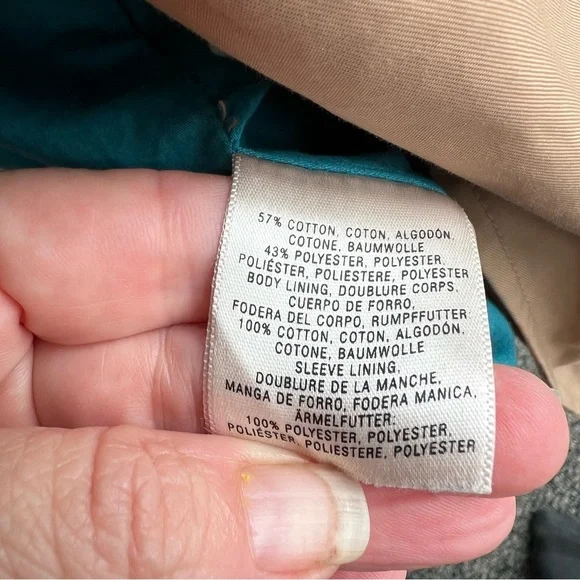 57% COTTON, COTON, ALGODÓN,
COTONE, BAUMWOLLE
43% POLYESTER, POLYESTER,
POLIÉSTER, POLIESTERE, POLYESTER
BODY LINING, DOUBLURE CORPS,
CUERPO DE FORRO,
FODERA DEL CORPO, RUMPFFUTTER
100% COTTON, COTON, ALGODÓN,
COTONE, BAUMWOLLE
SLEEVE LINING,
DOUBLURE DE LA MANCHE,
MANGA DE FORRO, FODERA MANICA,
ÄRMELFUTTER:
100% POLYESTER, POLYESTER,
POLIÉSTER, POLIESTERE, POLYESTER